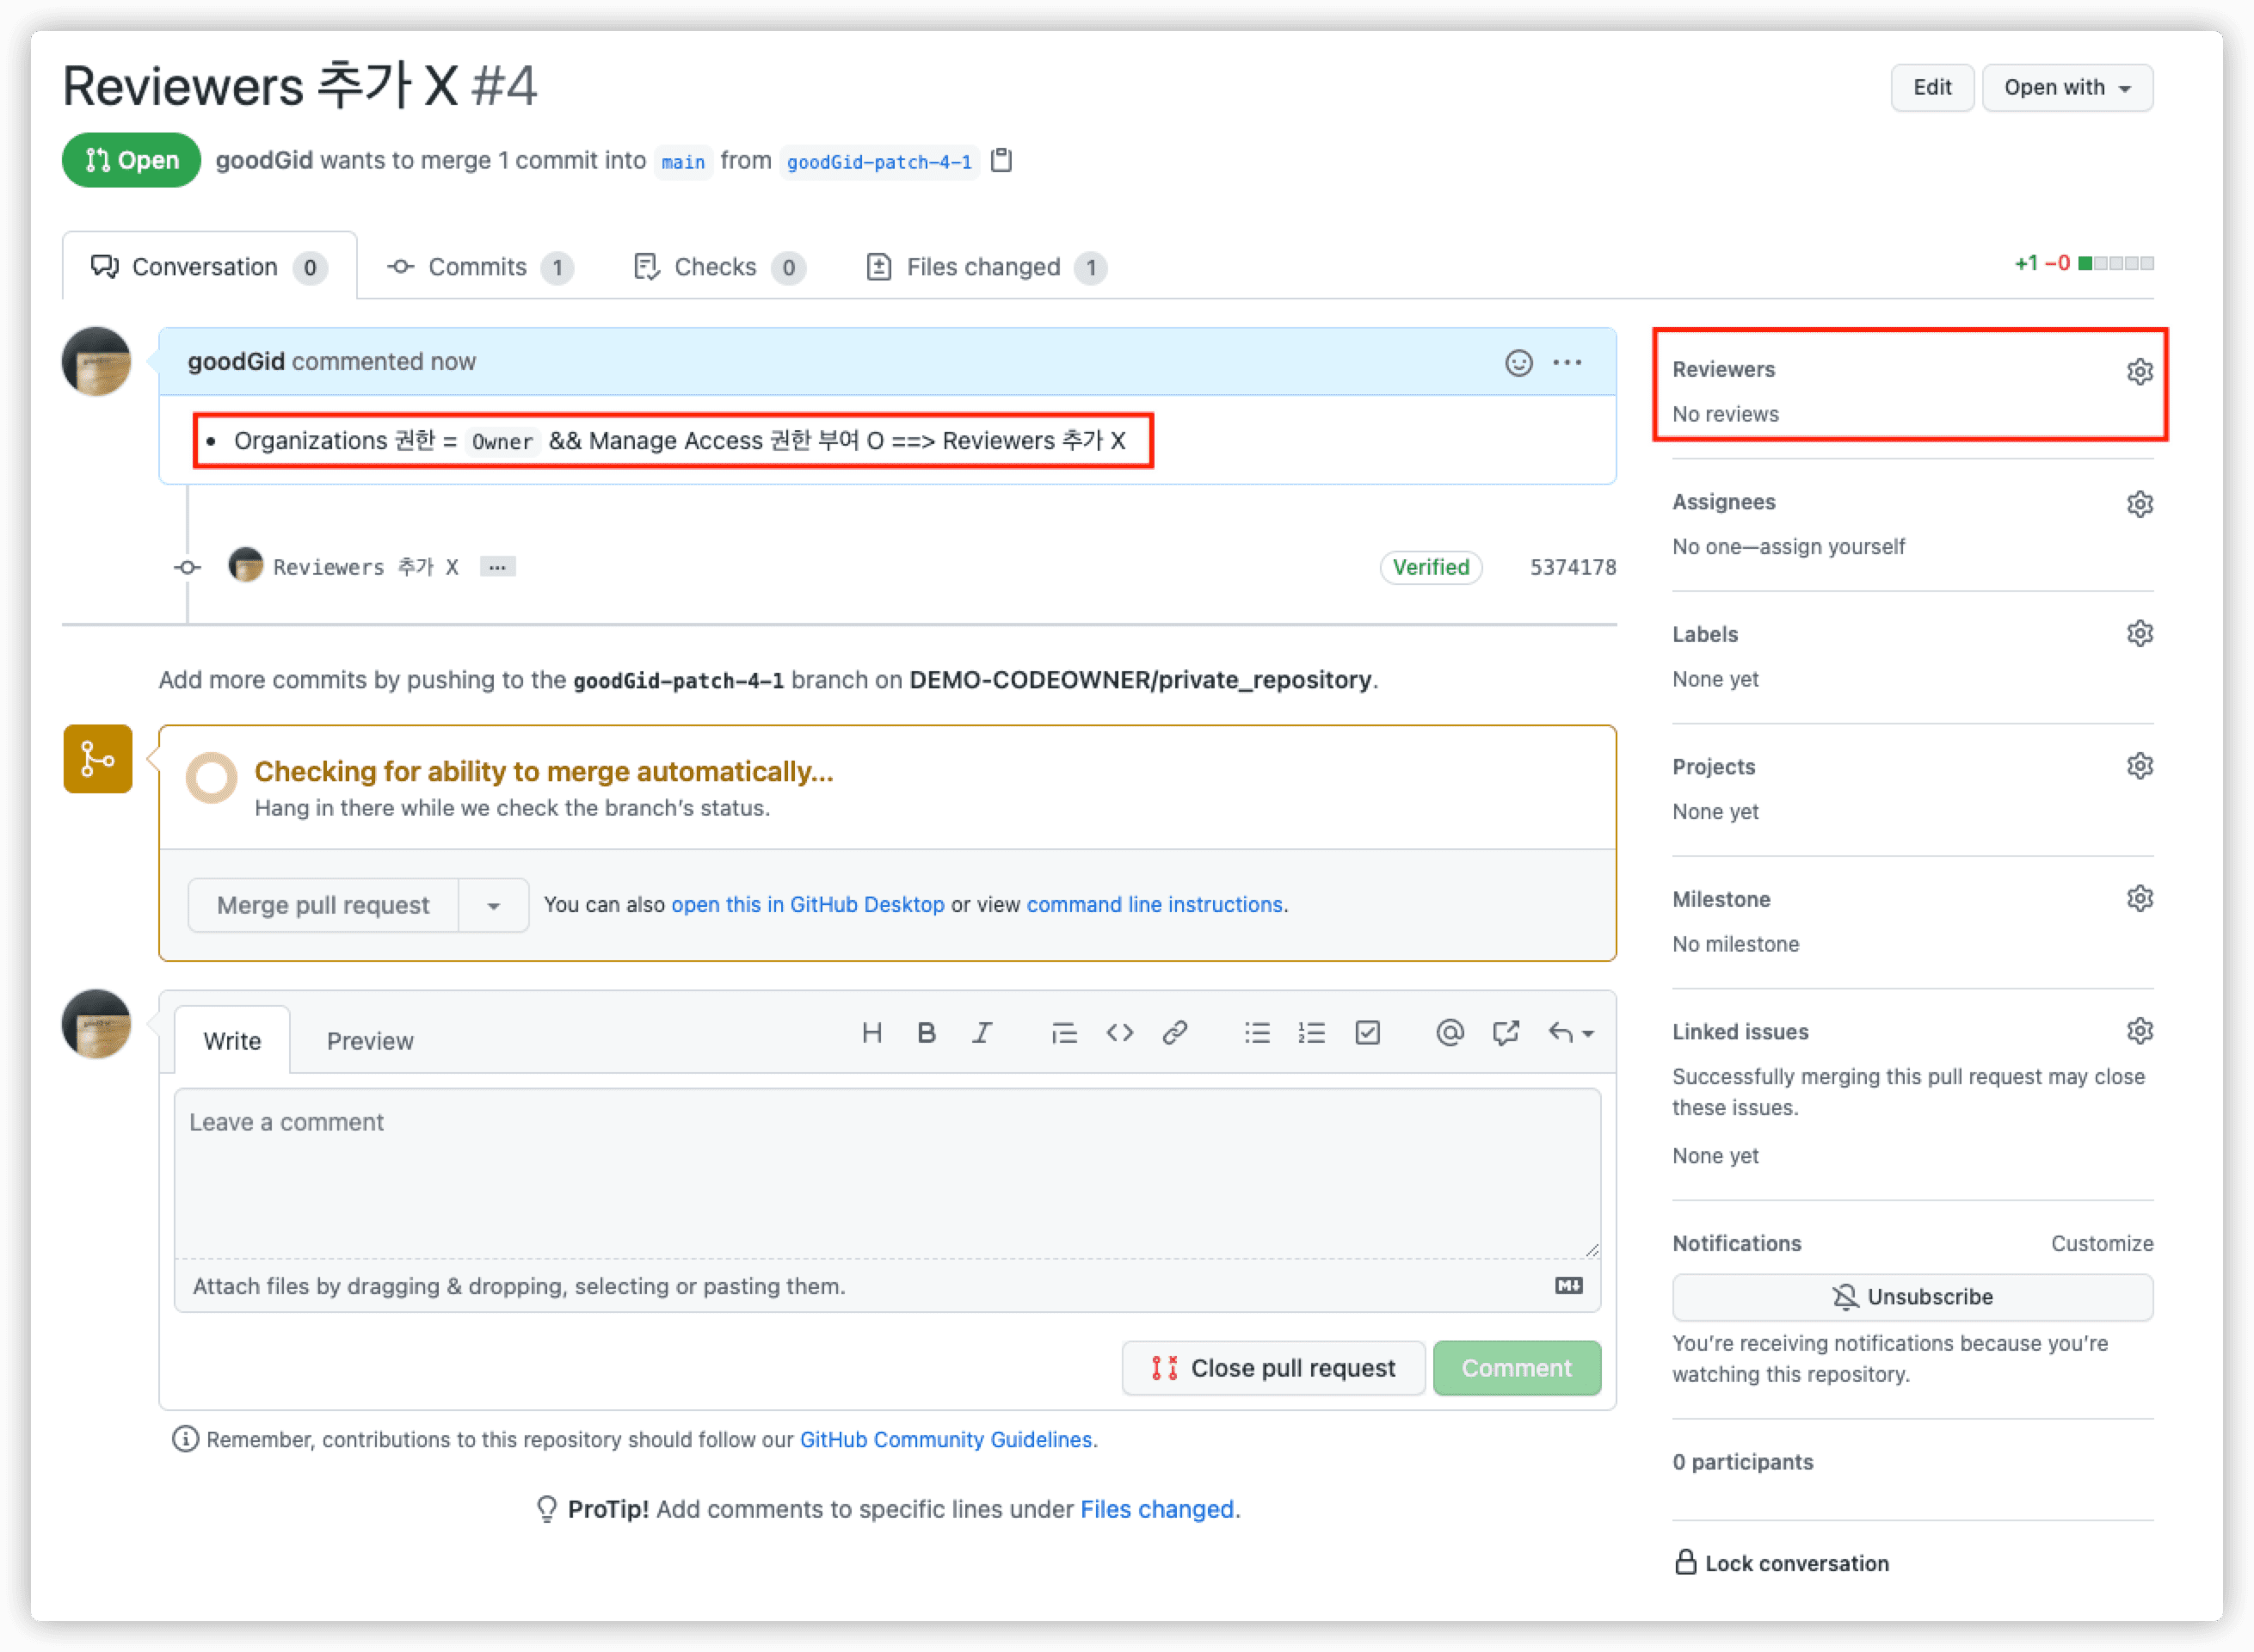 Reviewers 추가 X #4
Edit
Open with
Open
goodGid wants to merge 1 commit into main from goodGid-patch-4-1
Conversation 0
Commits 1
Checks 0
Files changed 1
+1 −0
goodGid commented now
• Organizations 권한 = Owner && Manage Access 권한 부여 O ==> Reviewers 추가 X
Reviewers 추가 X ...
Verified
5374178
Add more commits by pushing to the goodGid-patch-4-1 branch on DEMO-CODEOWNER/private_repository.
Checking for ability to merge automatically...
Hang in there while we check the branch's status.
Merge pull request
You can also open this in GitHub Desktop or view command line instructions.
Write
Preview
Leave a comment
Attach files by dragging & dropping, selecting or pasting them.
Close pull request
Comment
Remember, contributions to this repository should follow our GitHub Community Guidelines.
ProTip! Add comments to specific lines under Files changed.
Reviewers
No reviews
Assignees
No one—assign yourself
Labels
None yet
Projects
None yet
Milestone
No milestone
Linked issues
Successfully merging this pull request may close
these issues.
None yet
Notifications
Customize
Unsubscribe
You're receiving notifications because you're
watching this repository.
0 participants
Lock conversation